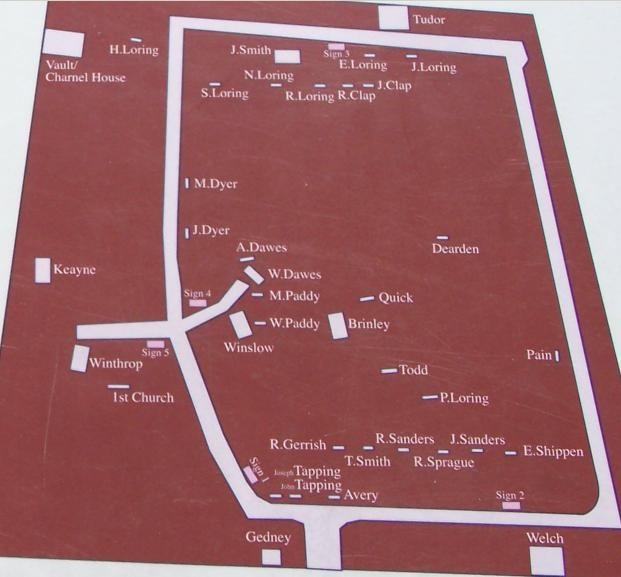 Tudor
H.Loring
Vault/
Charnel House
J.Smith
Sign 3
E.Loring
J.Loring
N.Loring
S.Loring
R.Loring
R.Clap
J.Clap
M.Dyer
J.Dyer
Dearden
A.Dawes
W.Dawes
Keayne
Sign 4
M.Paddy
Quick
W.Paddy
Brinley
Winslow
Sign 5
Winthrop
Pain
1st Church
Todd
P.Loring
R.Gerrish
R.Sanders
J.Sanders
T.Smith
R.Sprague
E.Shippen
Sign 1
Joseph Tapping
John Tapping
Avery
Sign 2
Gedney
Welch